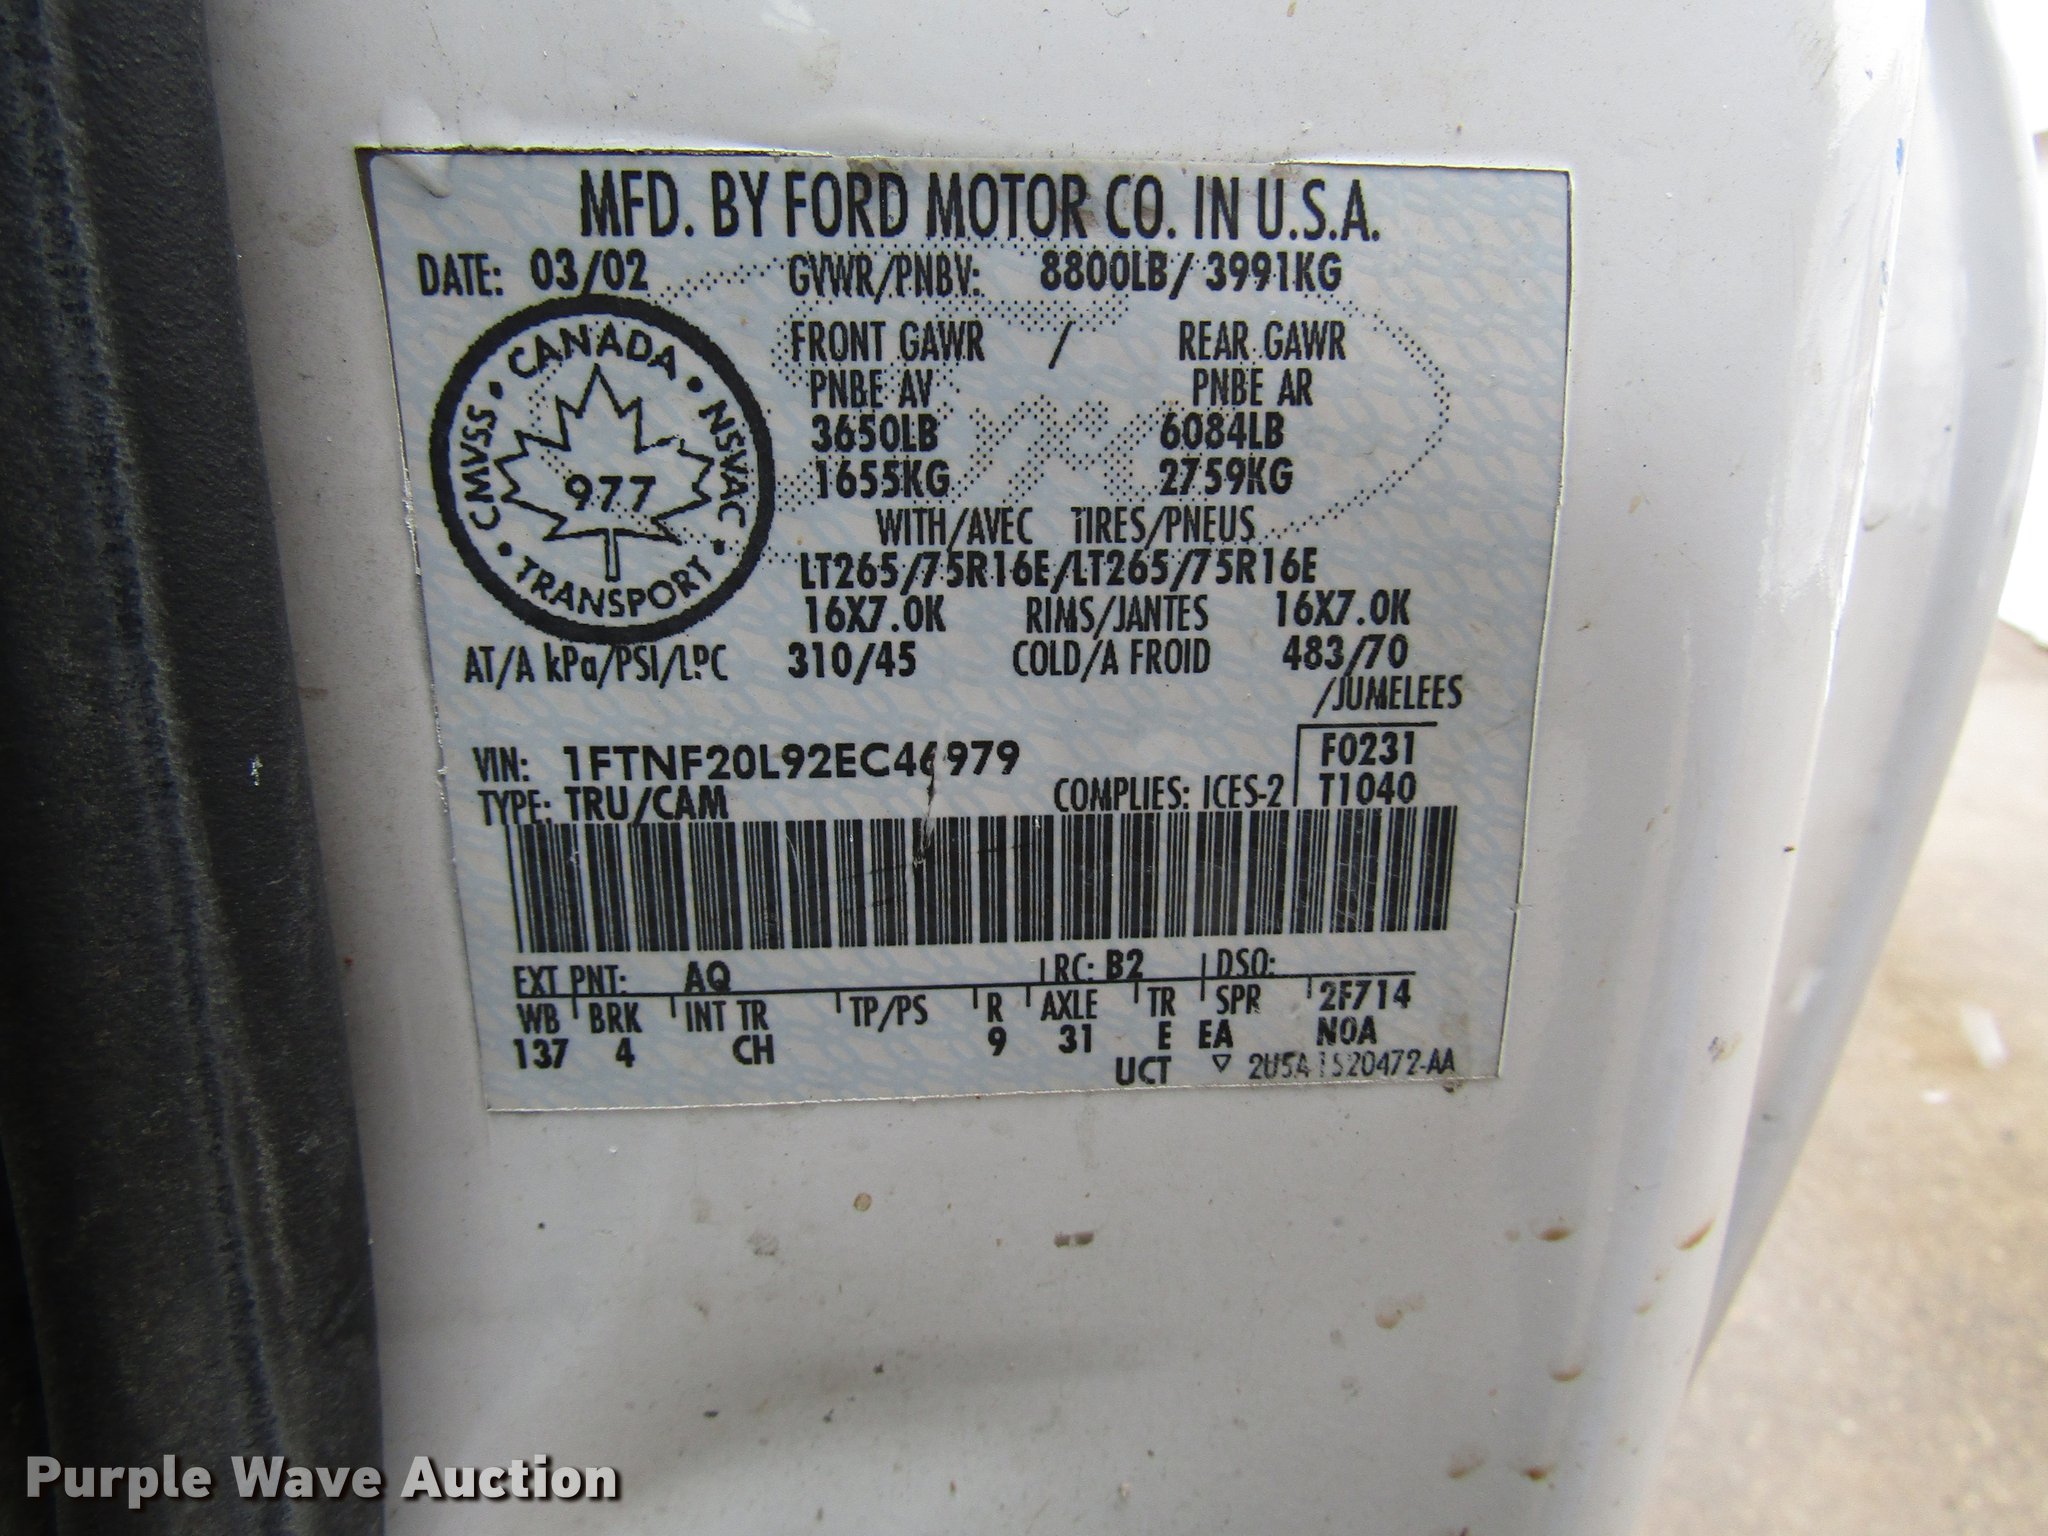 MFD. BY FORD MOTOR CO. IN U.S.A.
DATE: 03/02 GVWR/PNBV: 8800LB/ 3991KG
CANADA
CMVSS • NSVAC
977
TRANSPORT
FRONT GAWR / REAR GAWR
PNBE AV PNBE AR
3650LB 6084LB
1655KG 2759KG
WITH/AVEC TIRES/PNEUS
LT265/75R16E/LT265/75R16E
16X7.0K RIMS/JANTES 16X7.0K
AT/A kPa/PSI/LPC 310/45 COLD/A FROID 483/70
/JUMELEES
VIN: 1FTNF20L92EC46979 F0231
TYPE: TRU/CAM COMPLIES: ICES-2 T1040
EXT PNT: AQ RC: B2 DSO:
WB BRK INT TR TP/PS R AXLE TR SPR 2F714
137 4 CH 9 31 E EA N0A
UCT ▽ 2U5A 1520472-AA
Purple Wave Auction